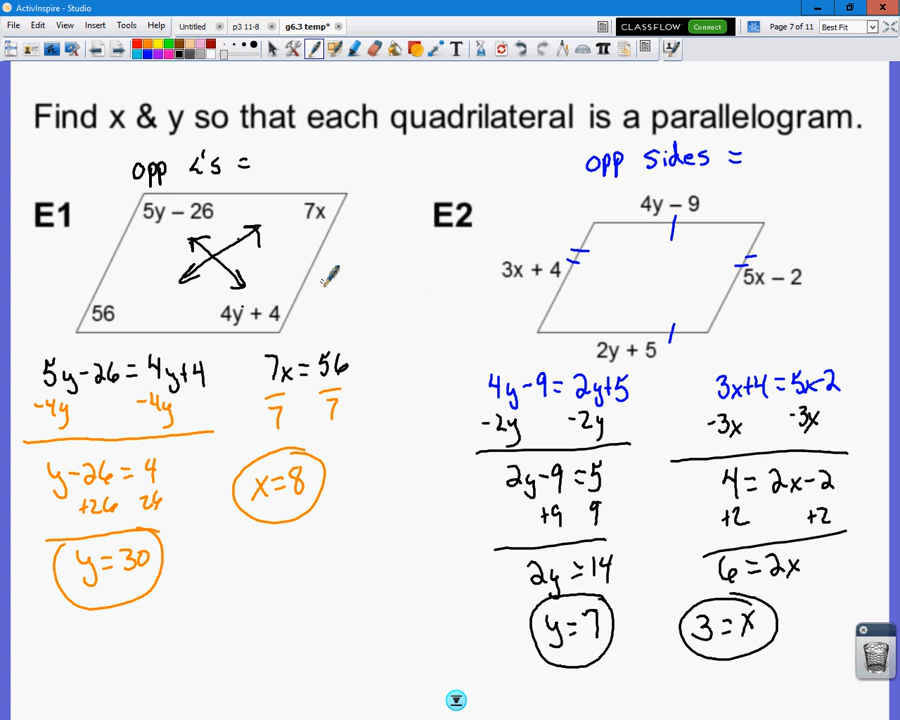 ActivInspire - Studio
File Edit View Insert Tools Help
Untitled
p3 11-8
g6.3 temp*
CLASSFLOW
Connect
Page 7 of 11
Best Fit
Find x & y so that each quadrilateral is a parallelogram.
opp ∠'s =
E1
5y – 26
7x
56
4y + 4
5y-26=4y+4
-4y -4y
y-26=4
+26 26
y=30
7x=56
7 7
x=8
opp sides =
E2
4y – 9
3x + 4
5x – 2
2y + 5
4y-9=2y+5
-2y -2y
2y-9=5
+9 9
2y=14
y=7
3x+4=5x-2
-3x -3x
4=2x-2
+2 +2
6=2x
3=x